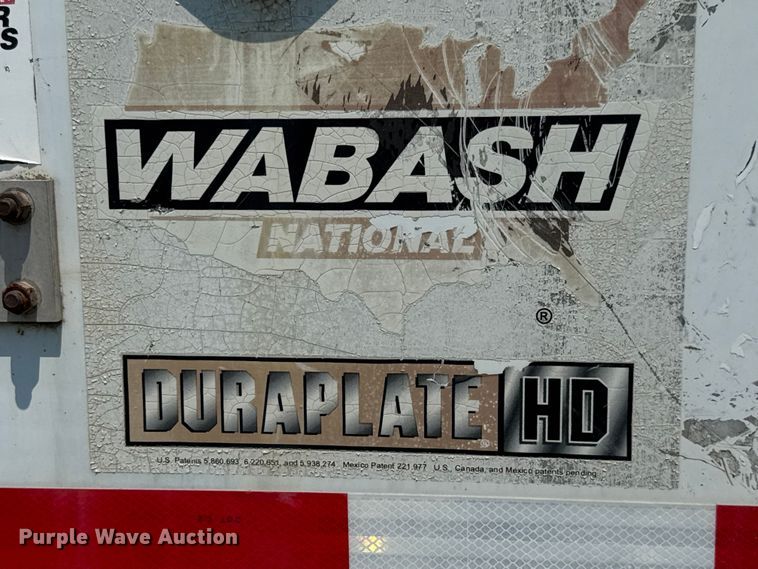 R
S
WABASH
NATIONAL
®
DURAPLATE® HD
U.S. Patents 5,860,693, 6,220,651, and 5,938,274, Mexico Patent 221,977 U.S., Canada, and Mexico patents pending.
Purple Wave Auction®